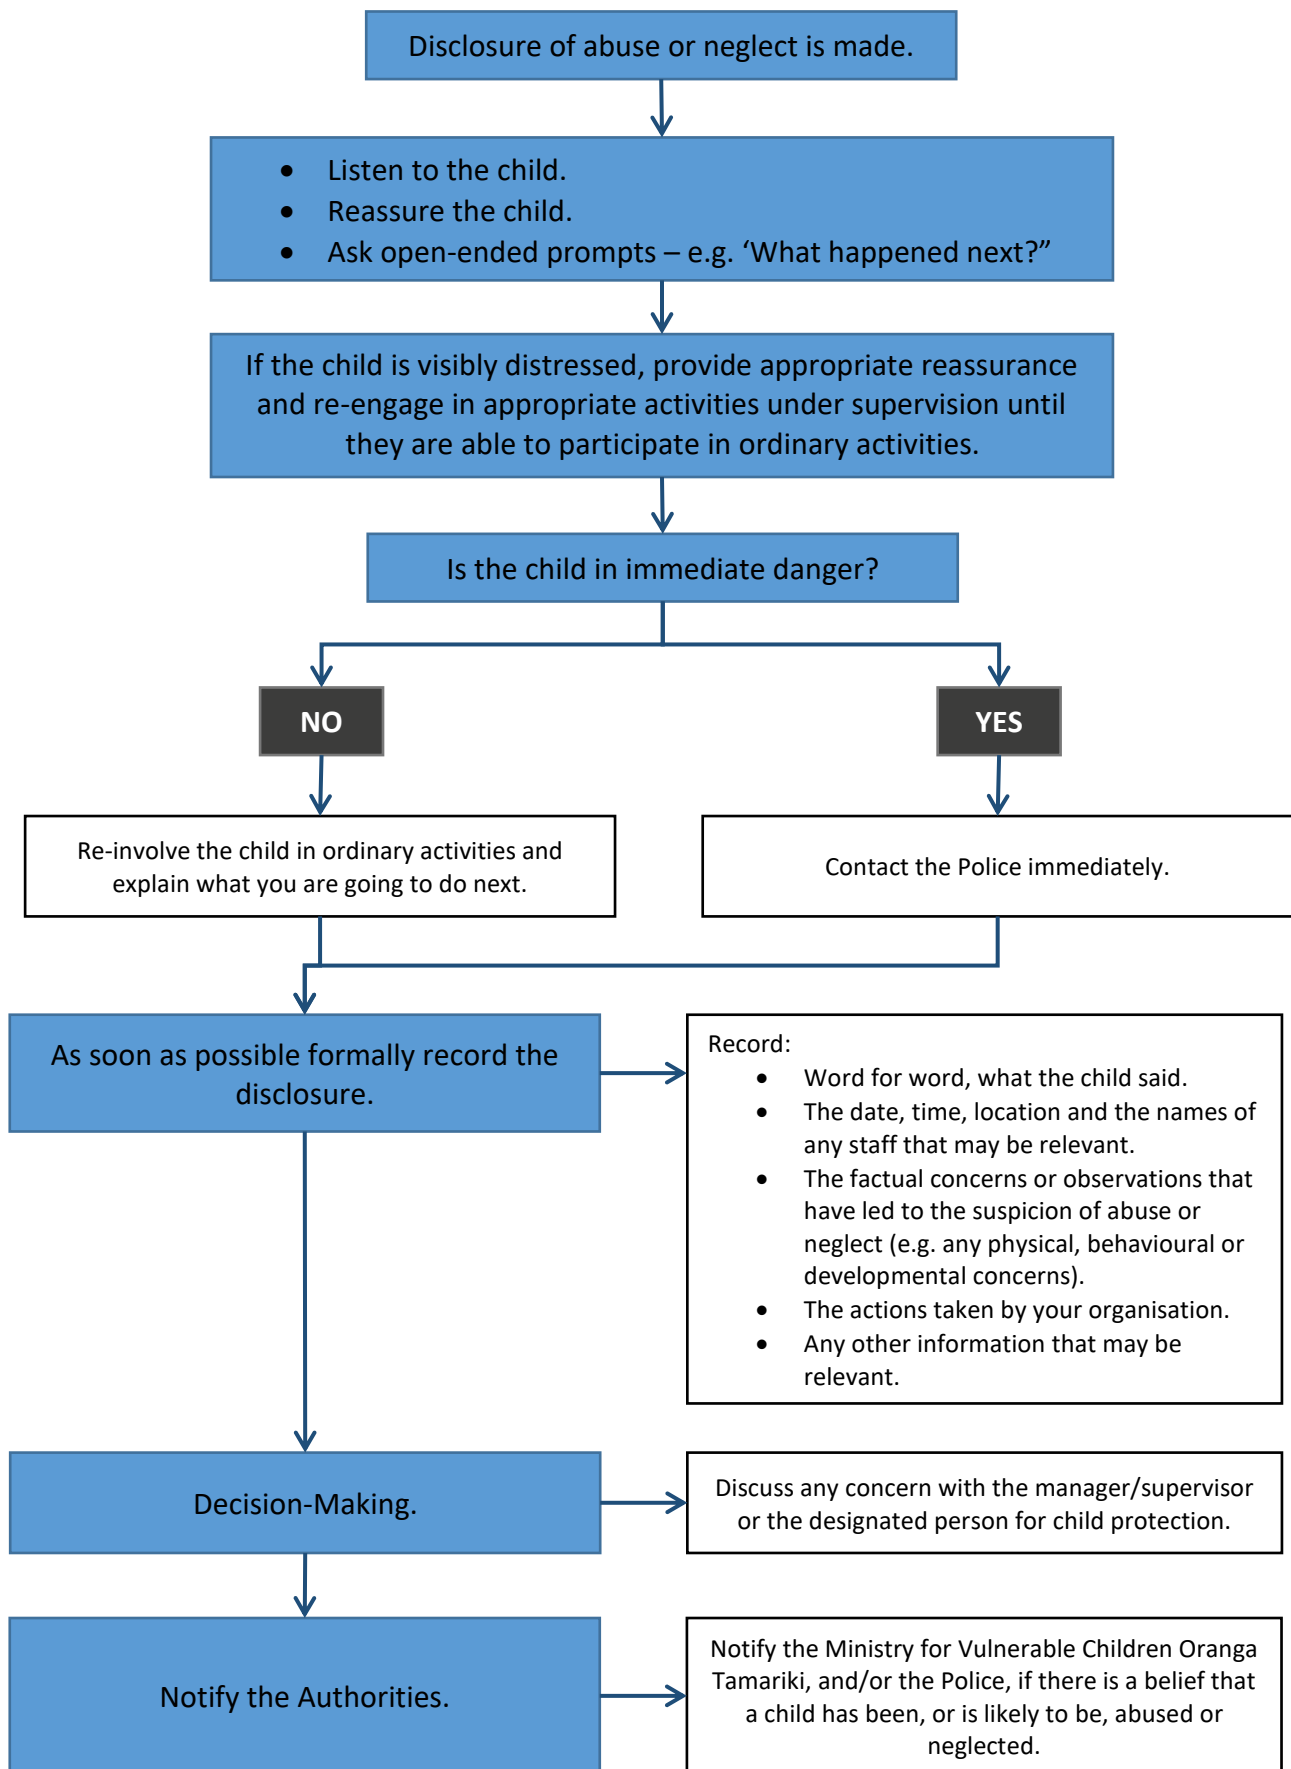 Disclosure of abuse or neglect is made.
• Listen to the child.
• Reassure the child.
• Ask open-ended prompts – e.g. ‘What happened next?”
If the child is visibly distressed, provide appropriate reassurance
and re-engage in appropriate activities under supervision until
they are able to participate in ordinary activities.
Is the child in immediate danger?
NO
YES
Re-involve the child in ordinary activities and
explain what you are going to do next.
Contact the Police immediately.
As soon as possible formally record the
disclosure.
Record:
• Word for word, what the child said.
• The date, time, location and the names of
any staff that may be relevant.
• The factual concerns or observations that
have led to the suspicion of abuse or
neglect (e.g. any physical, behavioural or
developmental concerns).
• The actions taken by your organisation.
• Any other information that may be
relevant.
Decision-Making.
Discuss any concern with the manager/supervisor
or the designated person for child protection.
Notify the Authorities.
Notify the Ministry for Vulnerable Children Oranga
Tamariki, and/or the Police, if there is a belief that
a child has been, or is likely to be, abused or
neglected.